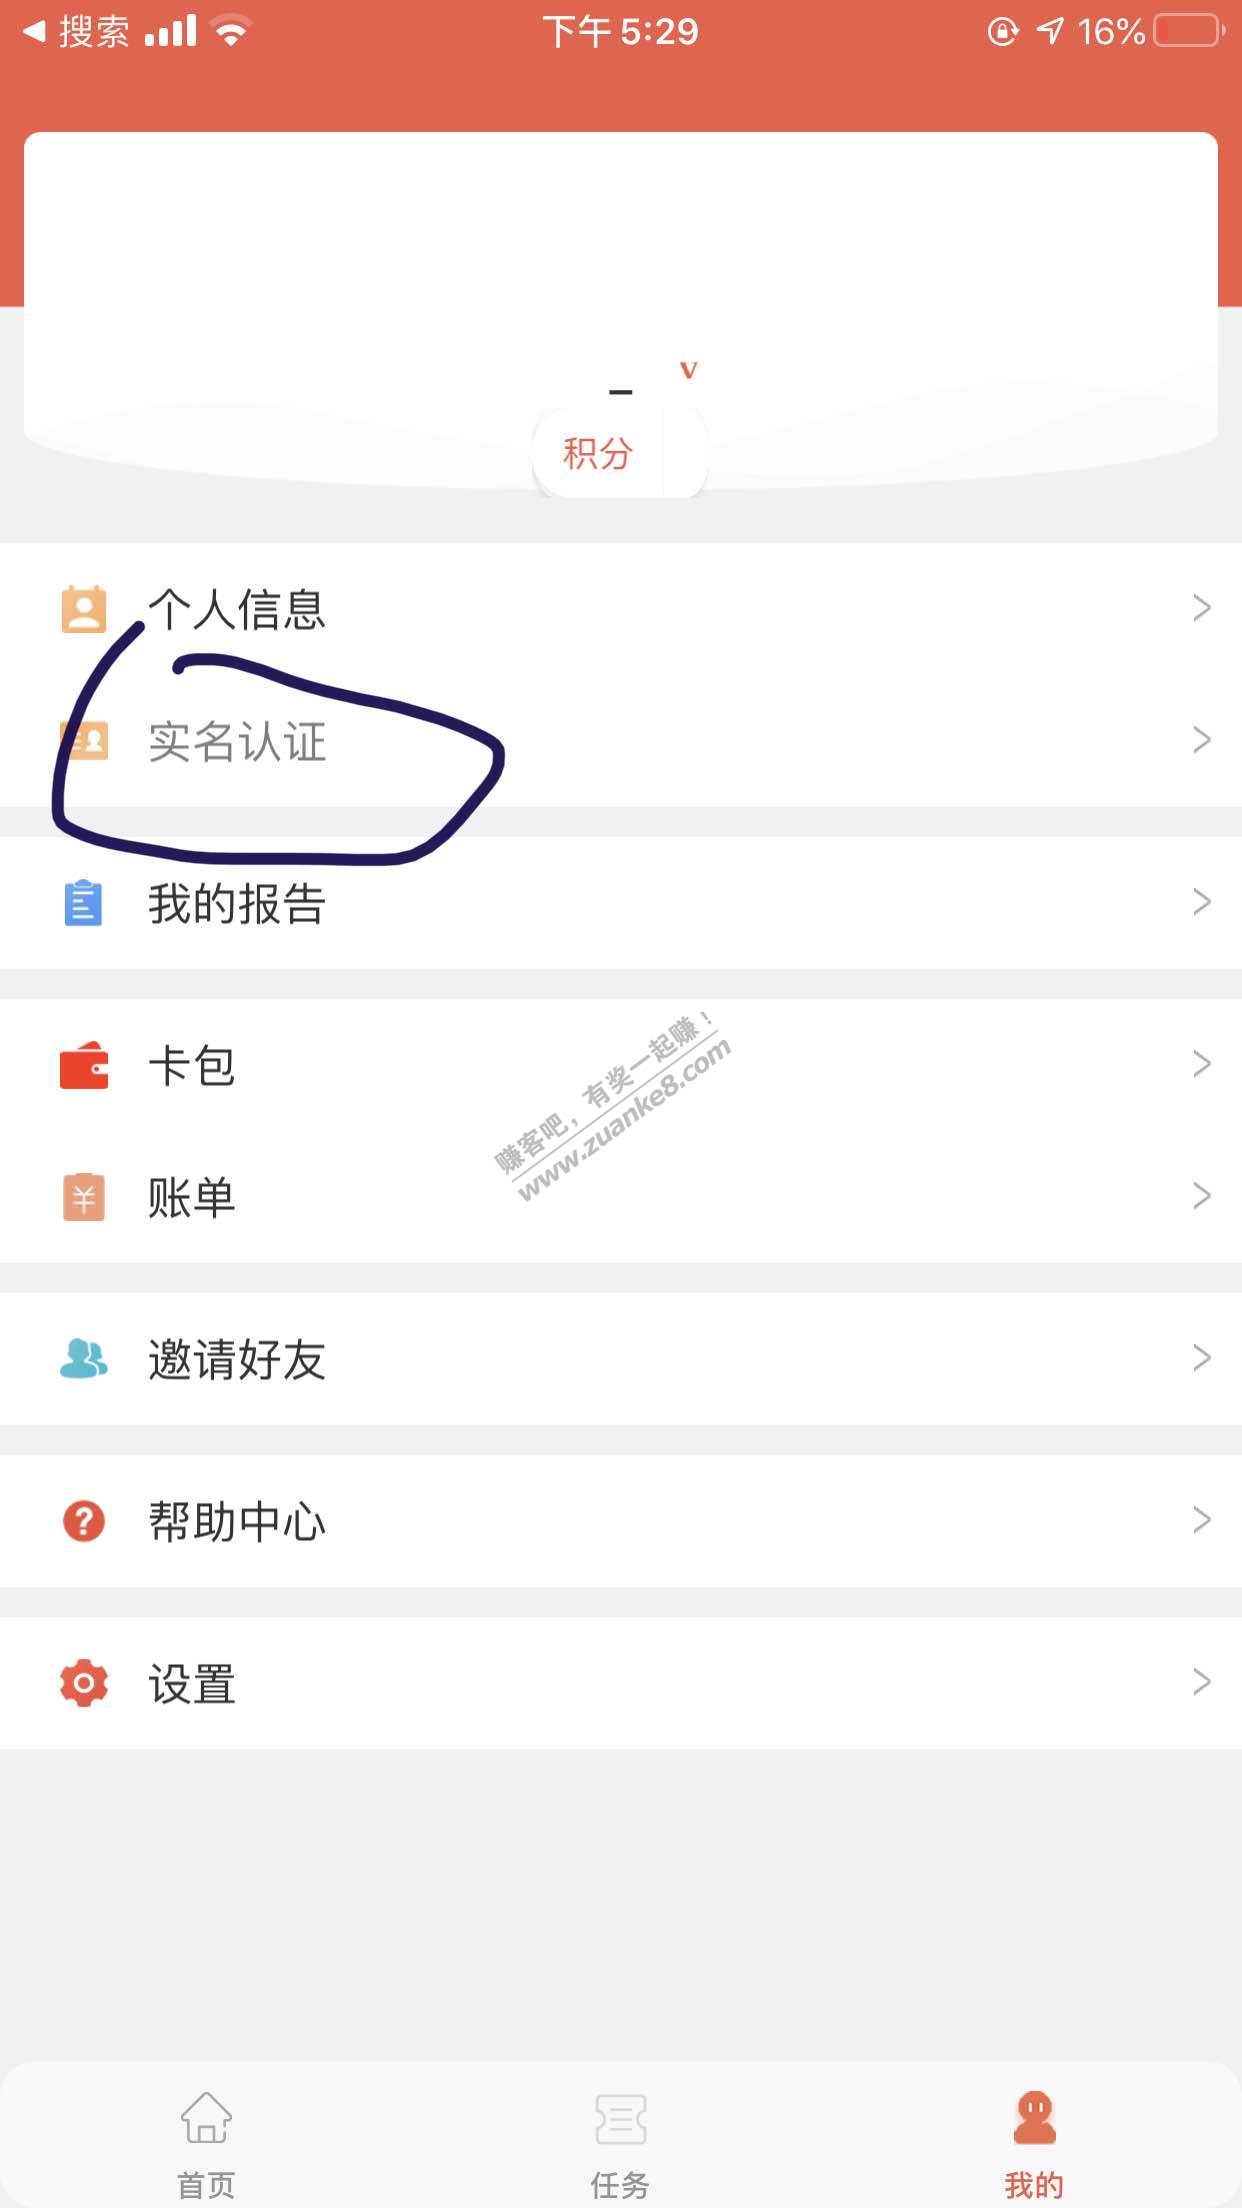 搜索
下午 5:29
16%
V
积分
个人信息
实名认证
我的报告
卡包
赚客吧，有奖一起赚！
www.zuanke8.com
账单
邀请好友
帮助中心
设置
首页
任务
我的